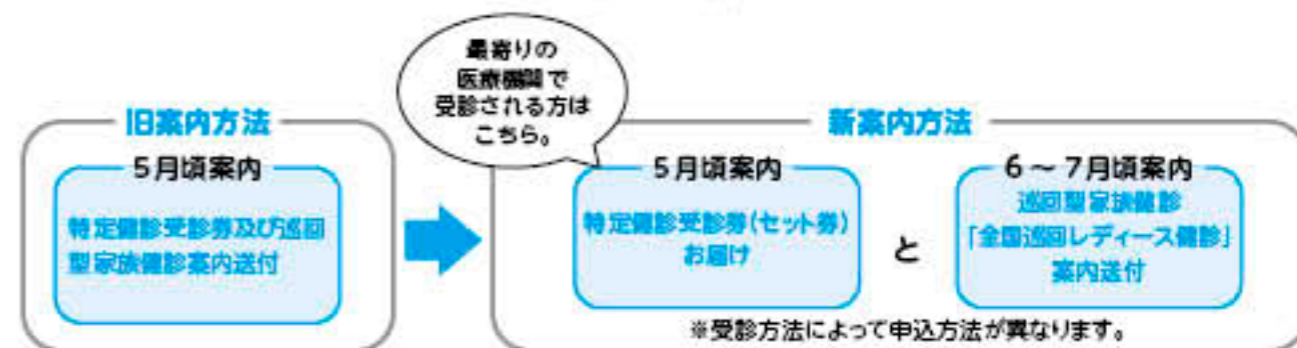 最寄りの
医療機関で
受診される方は
こちら。
旧案内方法
5月頃案内
特定健診受診券及び巡回
型家族健診案内送付
新案内方法
5月頃案内
特定健診受診券(セット券)
お届け
と
6～7月頃案内
巡回型家族健診
「全国巡回レディース健診」
案内送付
※受診方法によって申込方法が異なります。